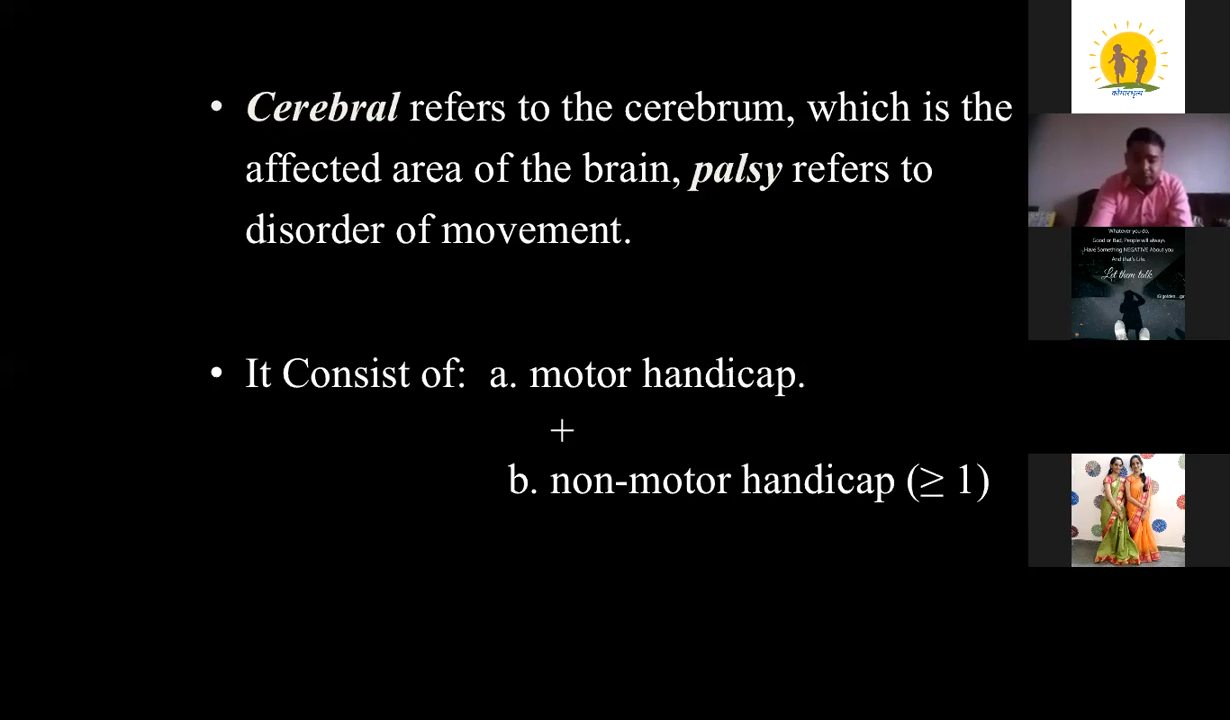 • Cerebral refers to the cerebrum, which is the
affected area of the brain, palsy refers to
disorder of movement.
• It Consist of: a. motor handicap.
+
b. non-motor handicap (≥ 1)
कौमारभृत्य
Whatever you do,
Good or Bad, People will always
Have Something NEGATIVE About you
And that's Life.
Let them talk